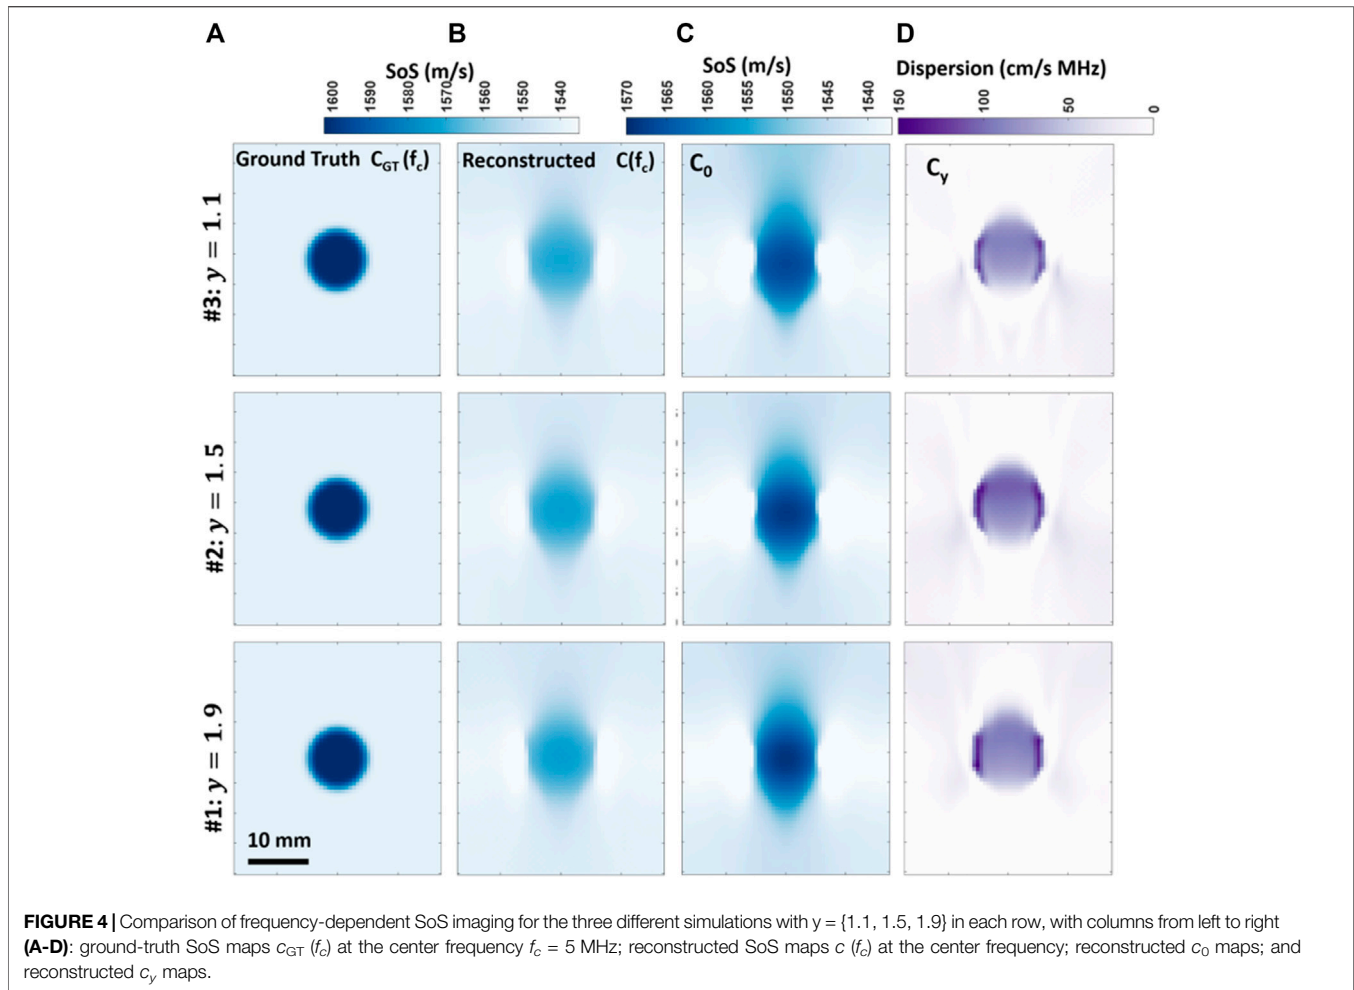 A B C D
SoS (m/s) SoS (m/s) Dispersion (cm/s MHz)
1600 1590 1580 1570 1560 1550 1540 1570 1565 1560 1555 1550 1545 1540 150 100 50 0
Ground Truth C_GT (f_c) Reconstructed C(f_c) C_0 C_y
#3: y = 1.1
#2: y = 1.5
#1: y = 1.9
10 mm
FIGURE 4 | Comparison of frequency-dependent SoS imaging for the three different simulations with y = {1.1, 1.5, 1.9} in each row, with columns from left to right
(A-D): ground-truth SoS maps c_GT (f_c) at the center frequency f_c = 5 MHz; reconstructed SoS maps c (f_c) at the center frequency; reconstructed c_0 maps; and
reconstructed c_y maps.